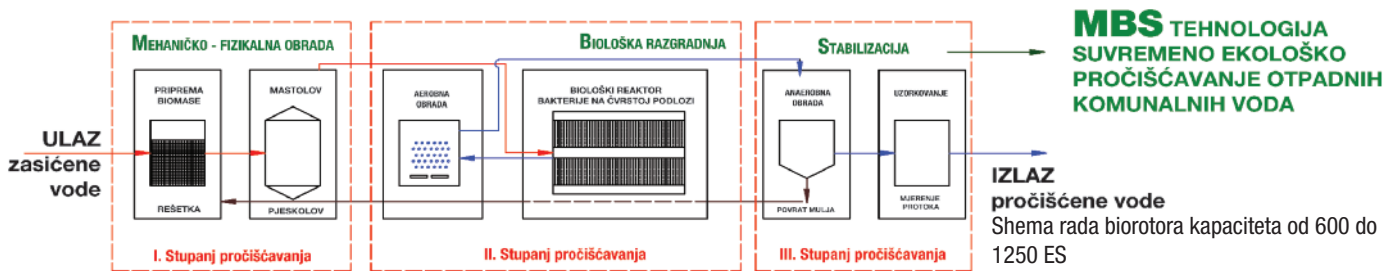 MEHANIČKO - FIZIKALNA OBRADA
PRIPREMA
BIOMASE
REŠETKA
MASTOLOV
PJESKOLOV
ULAZ
zasićene
vode
I. Stupanj pročišćavanja
BIOLOŠKA RAZGRADNJA
AEROBNA
OBRADA
BIOLOŠKI REAKTOR
BAKTERIJE NA ČVRSTOJ PODLOZI
II. Stupanj pročišćavanja
STABILIZACIJA
ANAEROBNA
OBRADA
POVRAT MULJA
UZORKOVANJE
MJERENJE
PROTOKA
III. Stupanj pročišćavanja
MBS TEHNOLOGIJA
SUVREMENO EKOLOŠKO
PROČIŠĆAVANJE OTPADNIH
KOMUNALNIH VODA
IZLAZ
pročišćene vode
Shema rada biorotora kapaciteta od 600 do
1250 ES